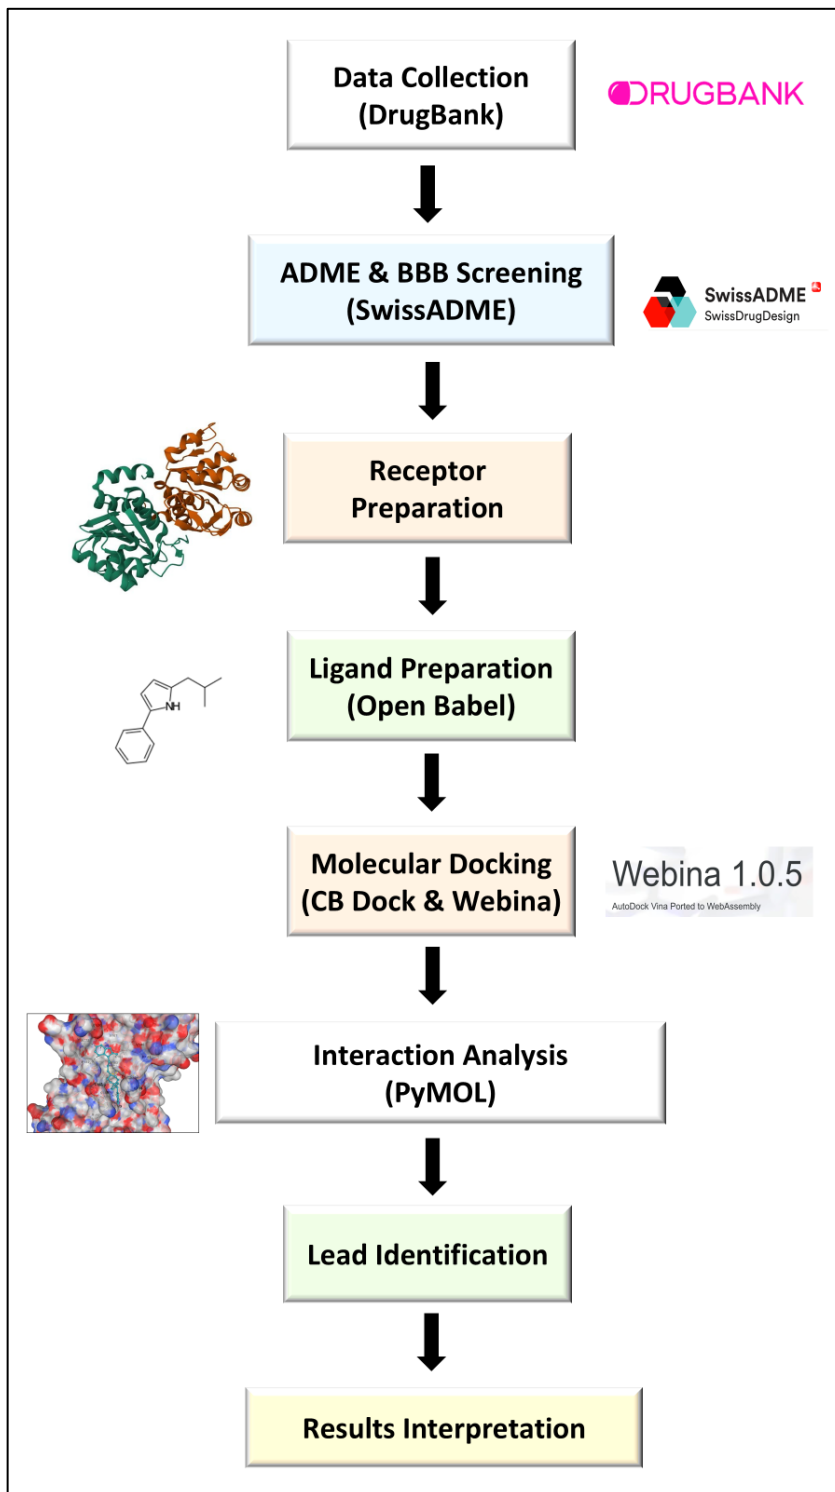 Data Collection
(DrugBank)
DRUGBANK
ADME & BBB Screening
(SwissADME)
SwissADME
SwissDrugDesign
Receptor
Preparation
Ligand Preparation
(Open Babel)
NH
Molecular Docking
(CB Dock & Webina)
Webina 1.0.5
AutoDock Vina Ported to WebAssembly
Interaction Analysis
(PyMOL)
Lead Identification
Results Interpretation